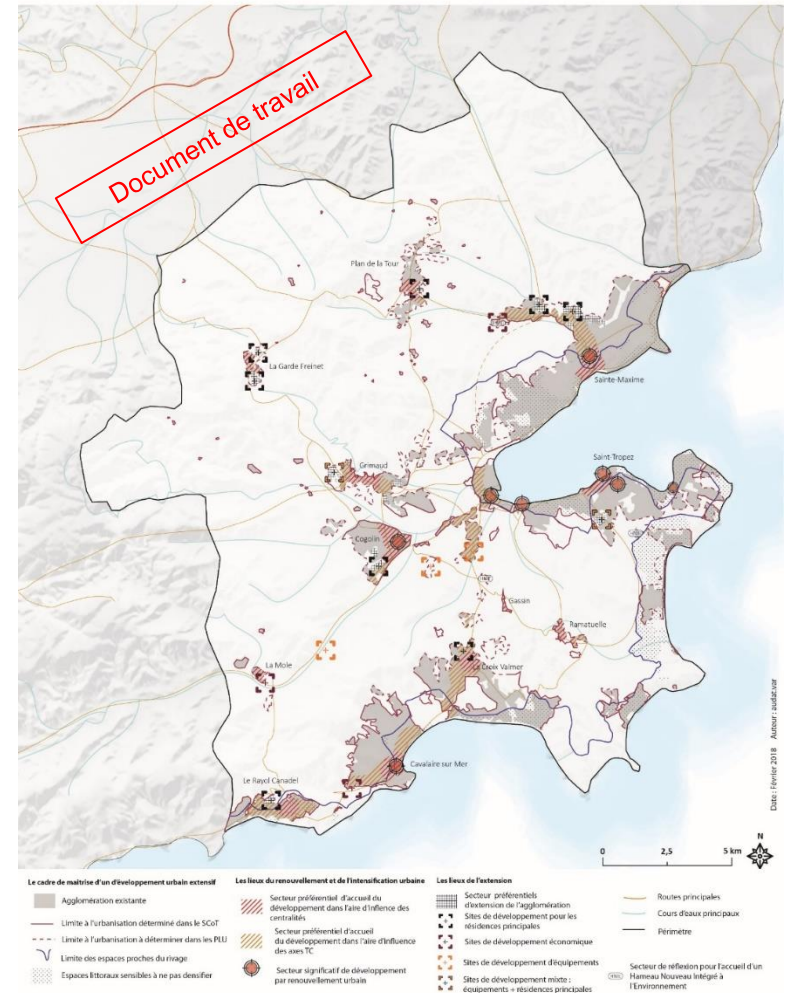 Document de travail
Plan de la Tour
La Garde Freinet
Sainte-Maxime
Grimaud
Saint-Tropez
Cogolin
HNIE
Gassin
Ramatuelle
La Mole
La Croix Valmer
Cavalaire sur Mer
Le Rayol Canadel
Date : Février 2018 Auteur : audat.var
0 2,5 5 km
N
Le cadre de maitrise d'un d'éveloppement urbain extensif
Agglomération existante
Limite à l'urbanisation déterminé dans le SCoT
Limite à l'urbanisation à déterminer dans les PLU
Limite des espaces proches du rivage
Espaces littoraux sensibles à ne pas densifier
Les lieux du renouvellement et de l'intensification urbaine
Secteur préférentiel d'accueil du
développement dans l'aire d'inflence des
centralités
Secteur préférentiel d'accueil
du développement dans l'aire d'influence
des axes TC
Secteur significatif de développement
par renouvellement urbain
Les lieux de l'extension
Secteur préférentiels
d'extension de l'agglomération
Sites de développement pour les
résidences principales
Sites de développement économique
Sites de développement d'équipements
Sites de développement mixte :
équipements + résidences principales
Routes principales
Cours d'eaux principaux
Périmètre
Secteur de réflexion pour l'accueil d'un
Hameau Nouveau Intégré à
l'Environnement